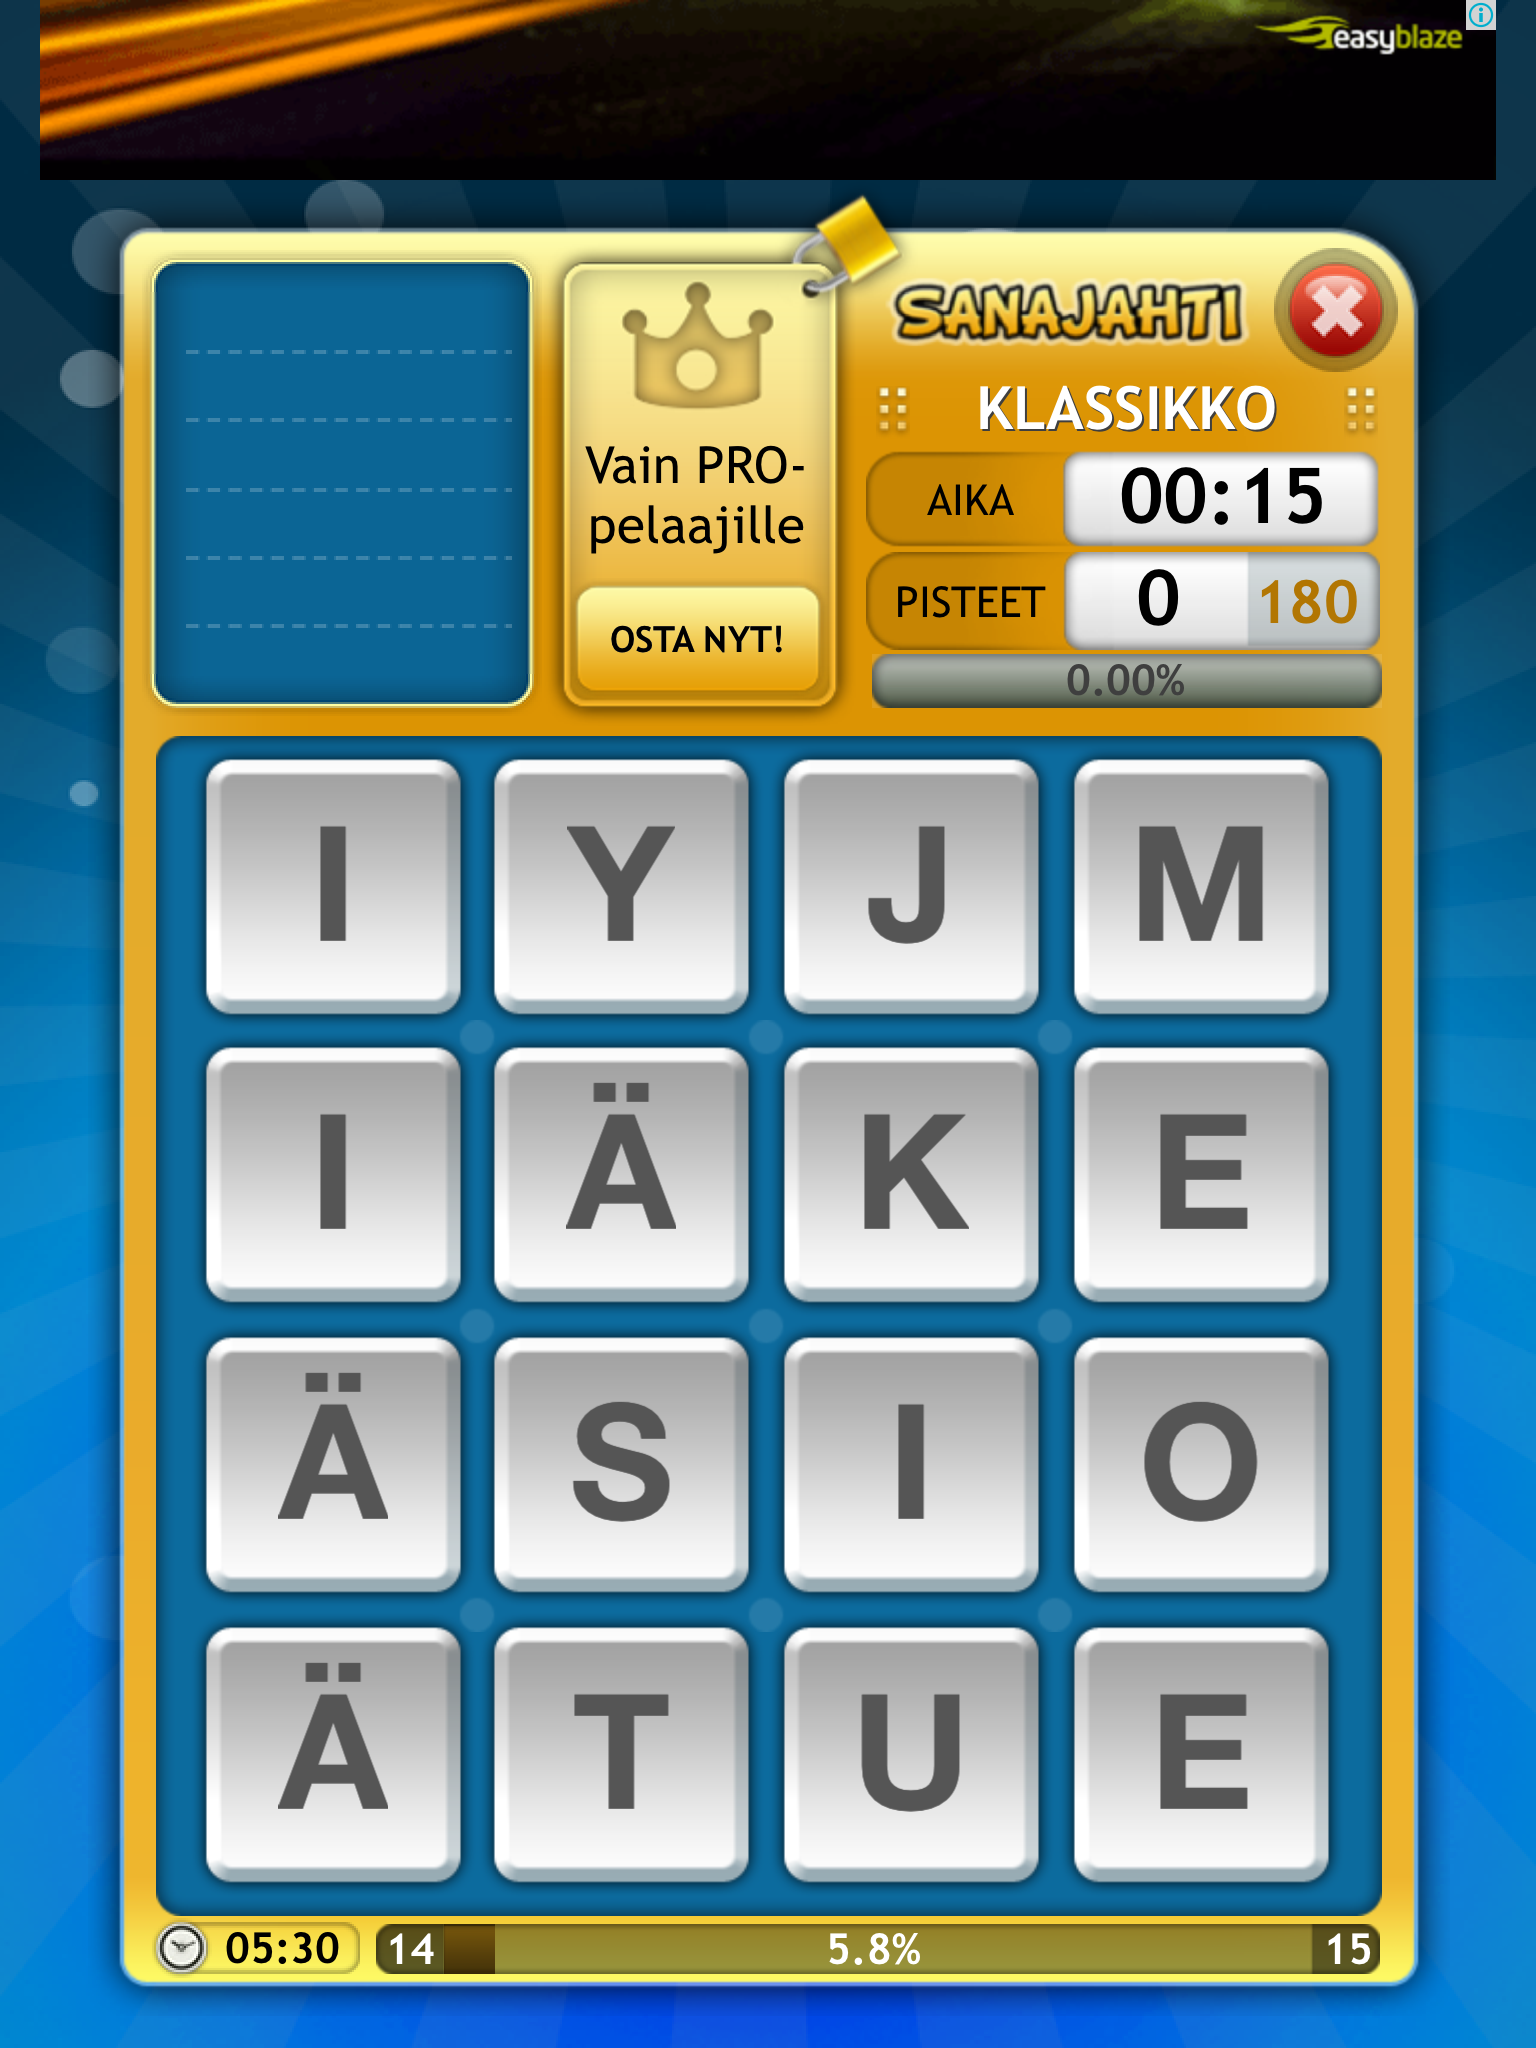 easyblaze
SANAJAHTI
KLASSIKKO
Vain PRO-
pelaajille
OSTA NYT!
AIKA 00:15
PISTEET 0 180
0.00%
I Y J M
I Ä K E
Ä S I O
Ä T U E
05:30 14 5.8% 15